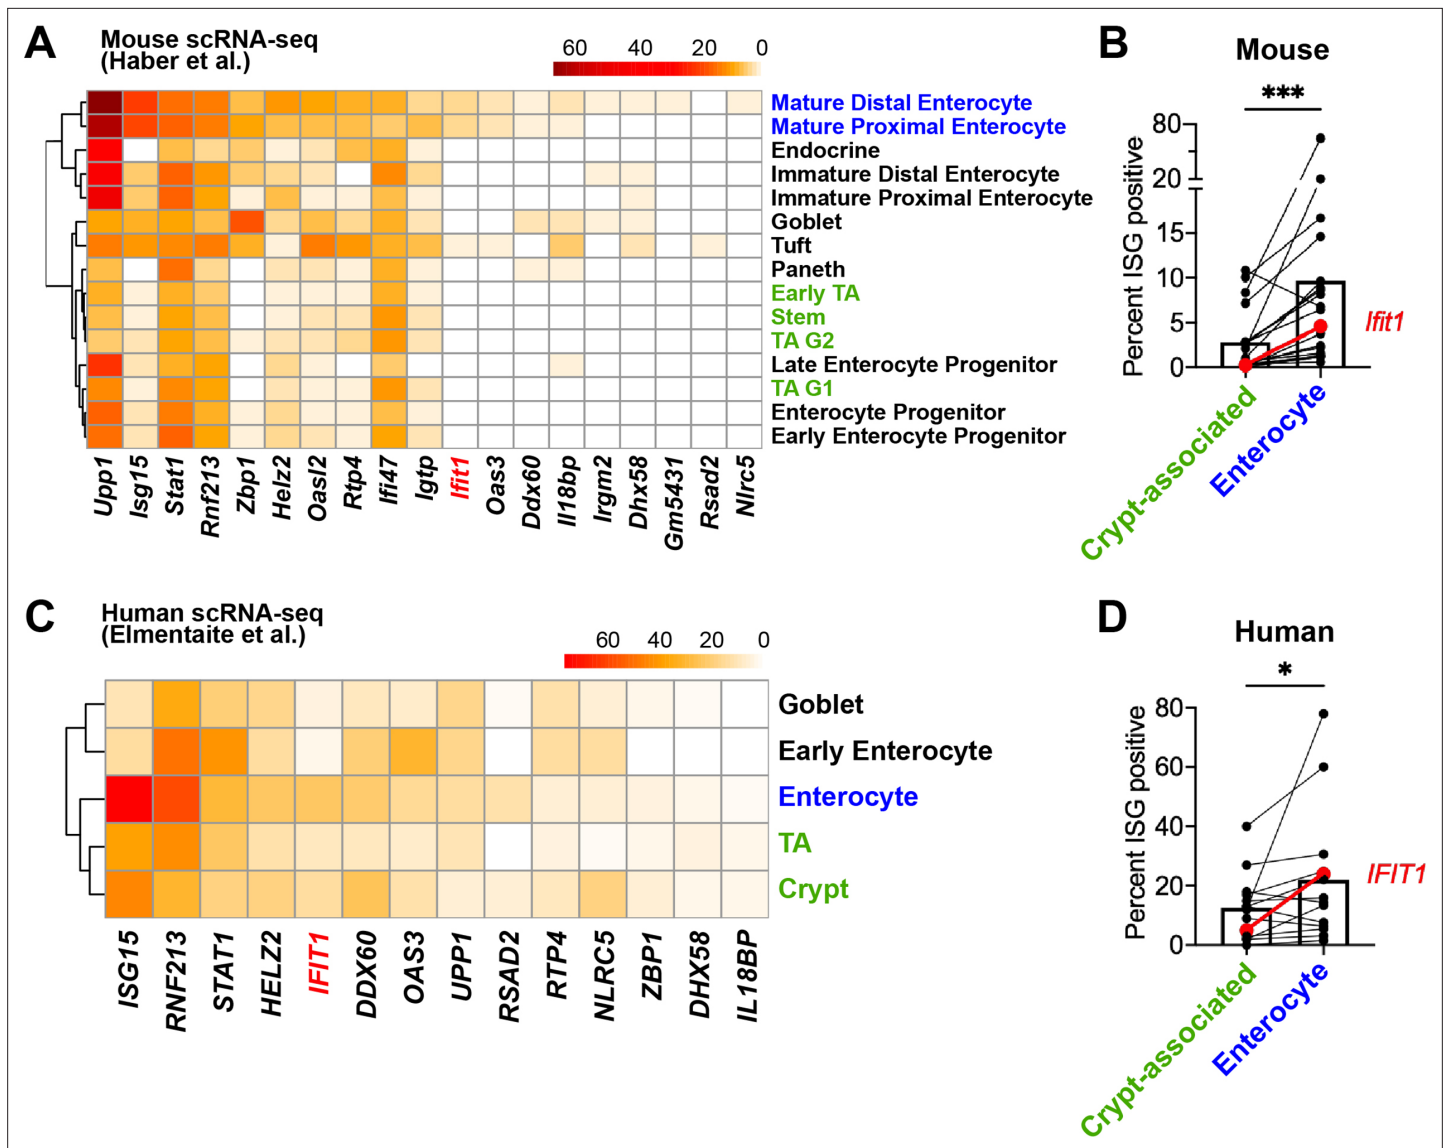 A
Mouse scRNA-seq
(Haber et al.)
60 40 20 0
Mature Distal Enterocyte
Mature Proximal Enterocyte
Endocrine
Immature Distal Enterocyte
Immature Proximal Enterocyte
Goblet
Tuft
Paneth
Early TA
Stem
TA G2
Late Enterocyte Progenitor
TA G1
Enterocyte Progenitor
Early Enterocyte Progenitor
Upp1 Isg15 Stat1 Rnf213 Zbp1 Helz2 Oasl2 Rtp4 Ifi47 Igtp Ifit1 Oas3 Ddx60 Il18bp Irgm2 Dhx58 Gm5431 Rsad2 Nlrc5
B
Mouse
***
Percent ISG positive
80
20
15
10
5
0
Ifit1
Crypt-associated
Enterocyte
C
Human scRNA-seq
(Elmentaite et al.)
60 40 20 0
Goblet
Early Enterocyte
Enterocyte
TA
Crypt
ISG15 RNF213 STAT1 HELZ2 IFIT1 DDX60 OAS3 UPP1 RSAD2 RTP4 NLRC5 ZBP1 DHX58 IL18BP
D
Human
*
Percent ISG positive
80
60
40
20
0
IFIT1
Crypt-associated
Enterocyte